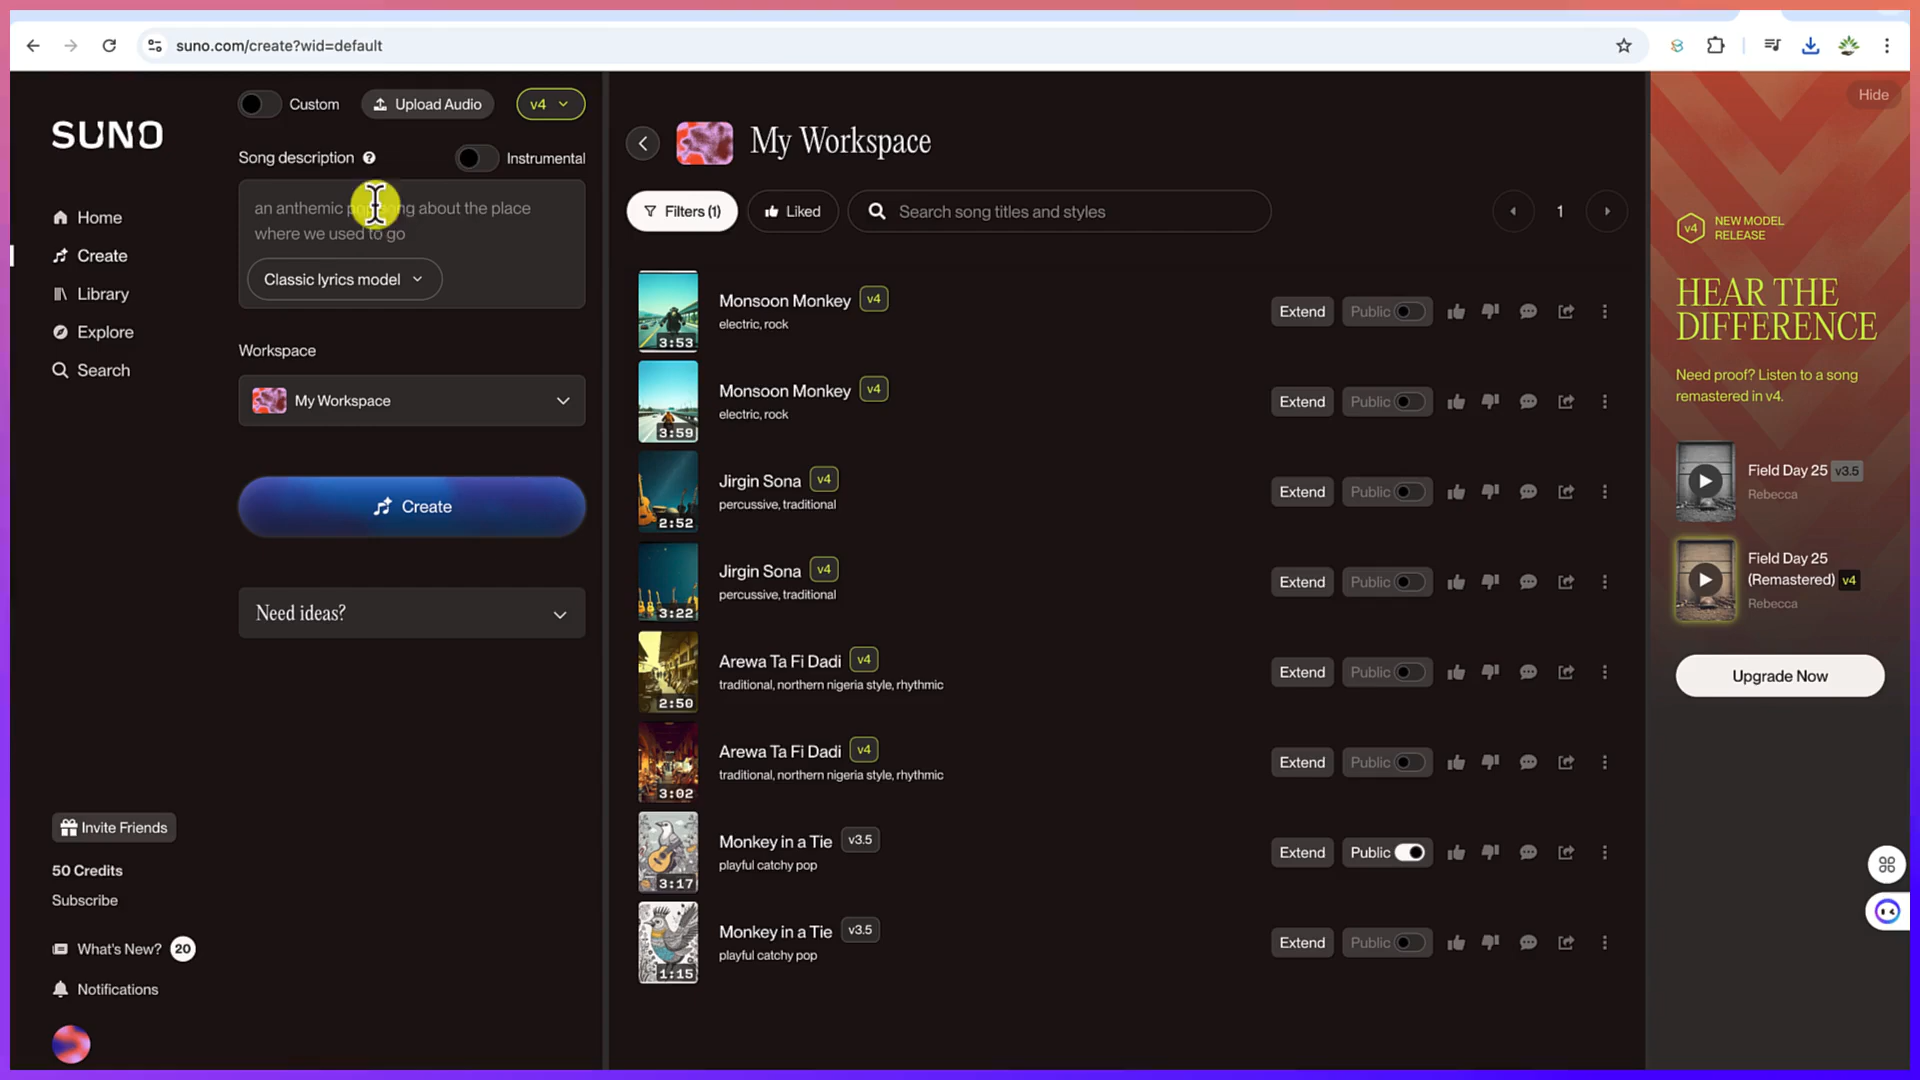 suno.com/create?wid=default
SUNO
Home
Create
Library
Explore
Search
Invite Friends
50 Credits
Subscribe
What's New? 20
Notifications
Custom
Upload Audio
v4
Song description
Instrumental
an anthemic pop song about the place
where we used to go
Classic lyrics model
Workspace
My Workspace
Create
Need ideas?
My Workspace
Filters (1)
Liked
Search song titles and styles
1
3:53
Monsoon Monkey v4
electric, rock
Extend Public
3:59
Monsoon Monkey v4
electric, rock
Extend Public
2:52
Jirgin Sona v4
percussive, traditional
Extend Public
3:22
Jirgin Sona v4
percussive, traditional
Extend Public
2:50
Arewa Ta Fi Dadi v4
traditional, northern nigeria style, rhythmic
Extend Public
3:02
Arewa Ta Fi Dadi v4
traditional, northern nigeria style, rhythmic
Extend Public
3:17
Monkey in a Tie v3.5
playful catchy pop
Extend Public
1:15
Monkey in a Tie v3.5
playful catchy pop
Extend Public
Hide
v4
NEW MODEL
RELEASE
HEAR THE
DIFFERENCE
Need proof? Listen to a song
remastered in v4.
Field Day 25 v3.5
Rebecca
Field Day 25
(Remastered) v4
Rebecca
Upgrade Now